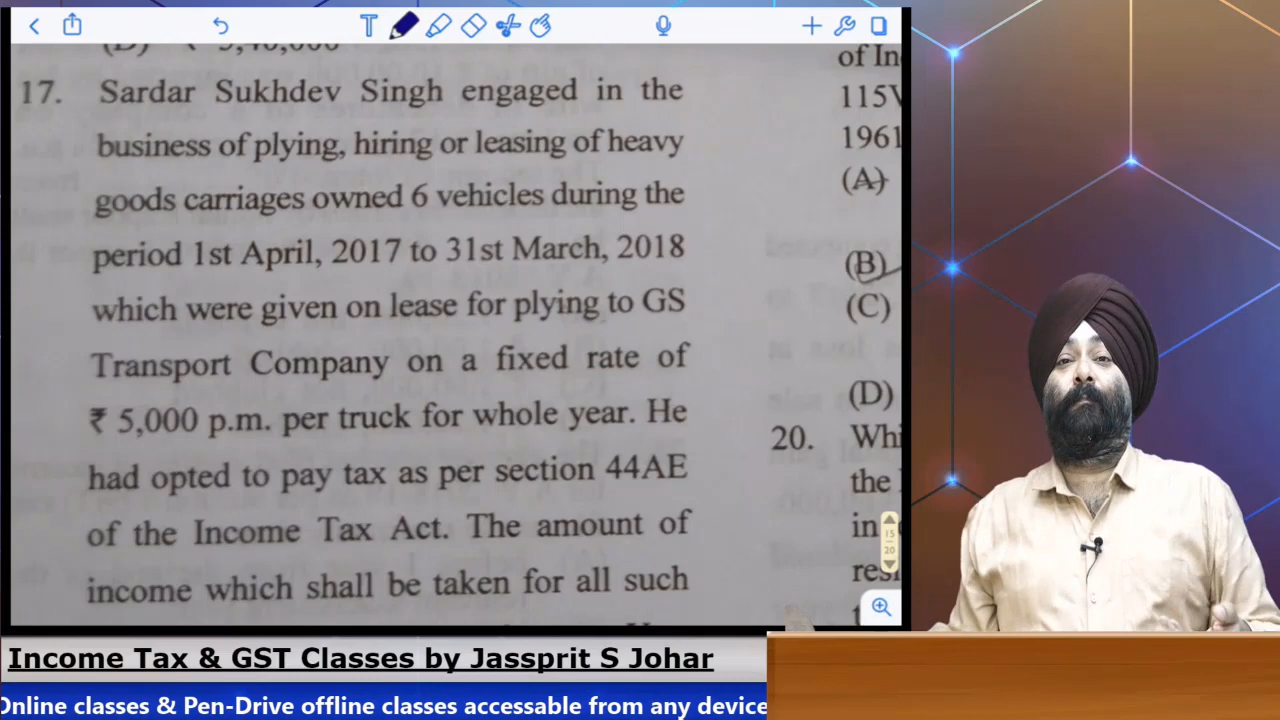 (D) ₹ 5,40,000
17. Sardar Sukhdev Singh engaged in the
business of plying, hiring or leasing of heavy
goods carriages owned 6 vehicles during the
period 1st April, 2017 to 31st March, 2018
which were given on lease for plying to GS
Transport Company on a fixed rate of
₹ 5,000 p.m. per truck for whole year. He
had opted to pay tax as per section 44AE
of the Income Tax Act. The amount of
income which shall be taken for all such
of In
115V
1961
(A)
(B)
(C)
(D)
20. Whi
the
in
resi
15
20
Income Tax & GST Classes by Jassprit S Johar
Online classes & Pen-Drive offline classes accessable from any device